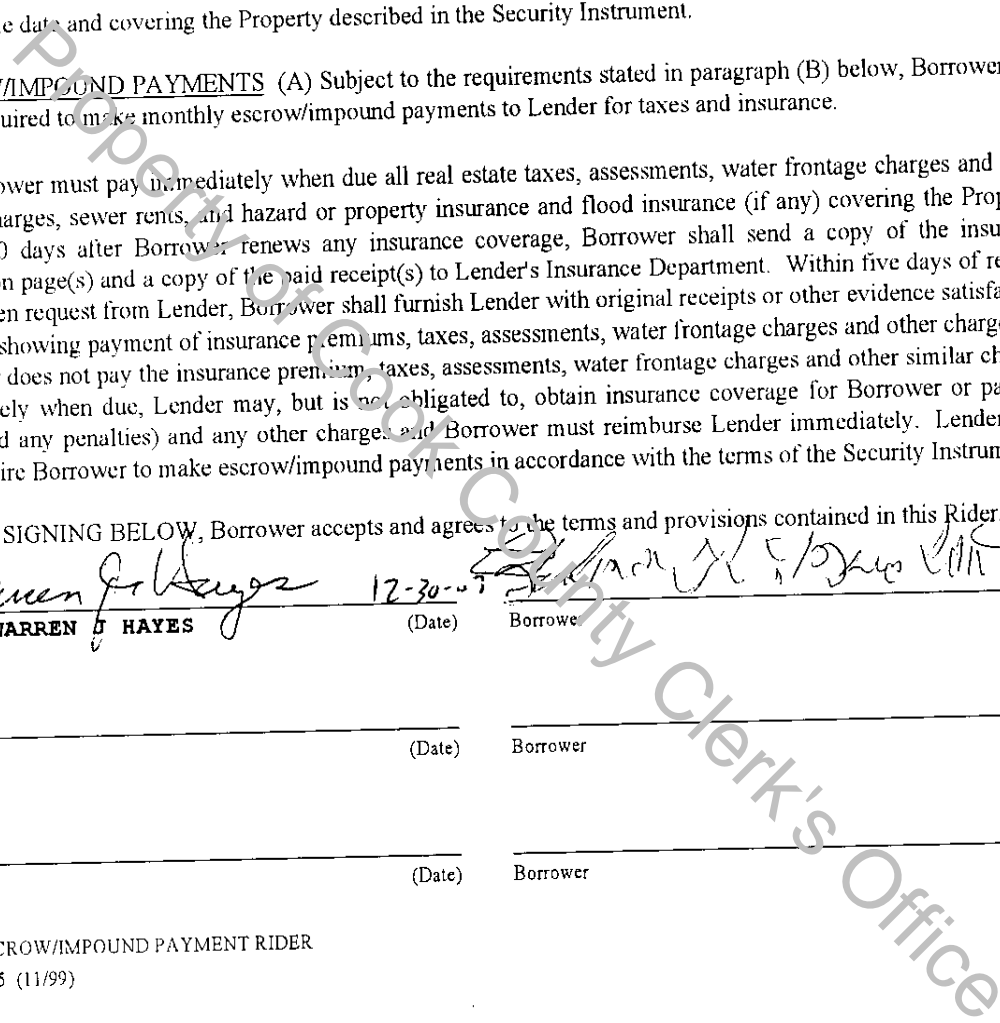 e date and covering the Property described in the Security Instrument.
W/IMPOUND PAYMENTS (A) Subject to the requirements stated in paragraph (B) below, Borrower
uired to make monthly escrow/impound payments to Lender for taxes and insurance.
ower must pay immediately when due all real estate taxes, assessments, water frontage charges and
harges, sewer rents, and hazard or property insurance and flood insurance (if any) covering the Prop
0 days after Borrower renews any insurance coverage, Borrower shall send a copy of the insu
n page(s) and a copy of the paid receipt(s) to Lender's Insurance Department. Within five days of re
en request from Lender, Borrower shall furnish Lender with original receipts or other evidence satisfa
showing payment of insurance premiums, taxes, assessments, water frontage charges and other charge
does not pay the insurance premium, taxes, assessments, water frontage charges and other similar ch
ely when due, Lender may, but is not obligated to, obtain insurance coverage for Borrower or pa
d any penalties) and any other charges and Borrower must reimburse Lender immediately. Lender
ire Borrower to make escrow/impound payments in accordance with the terms of the Security Instrum
SIGNING BELOW, Borrower accepts and agrees to the terms and provisions contained in this Rider
Hayes 12-30-
WARREN J HAYES (Date) Borrower
(Date) Borrower
(Date) Borrower
CROW/IMPOUND PAYMENT RIDER
(11/99)
Property of Cook County Clerk's Office